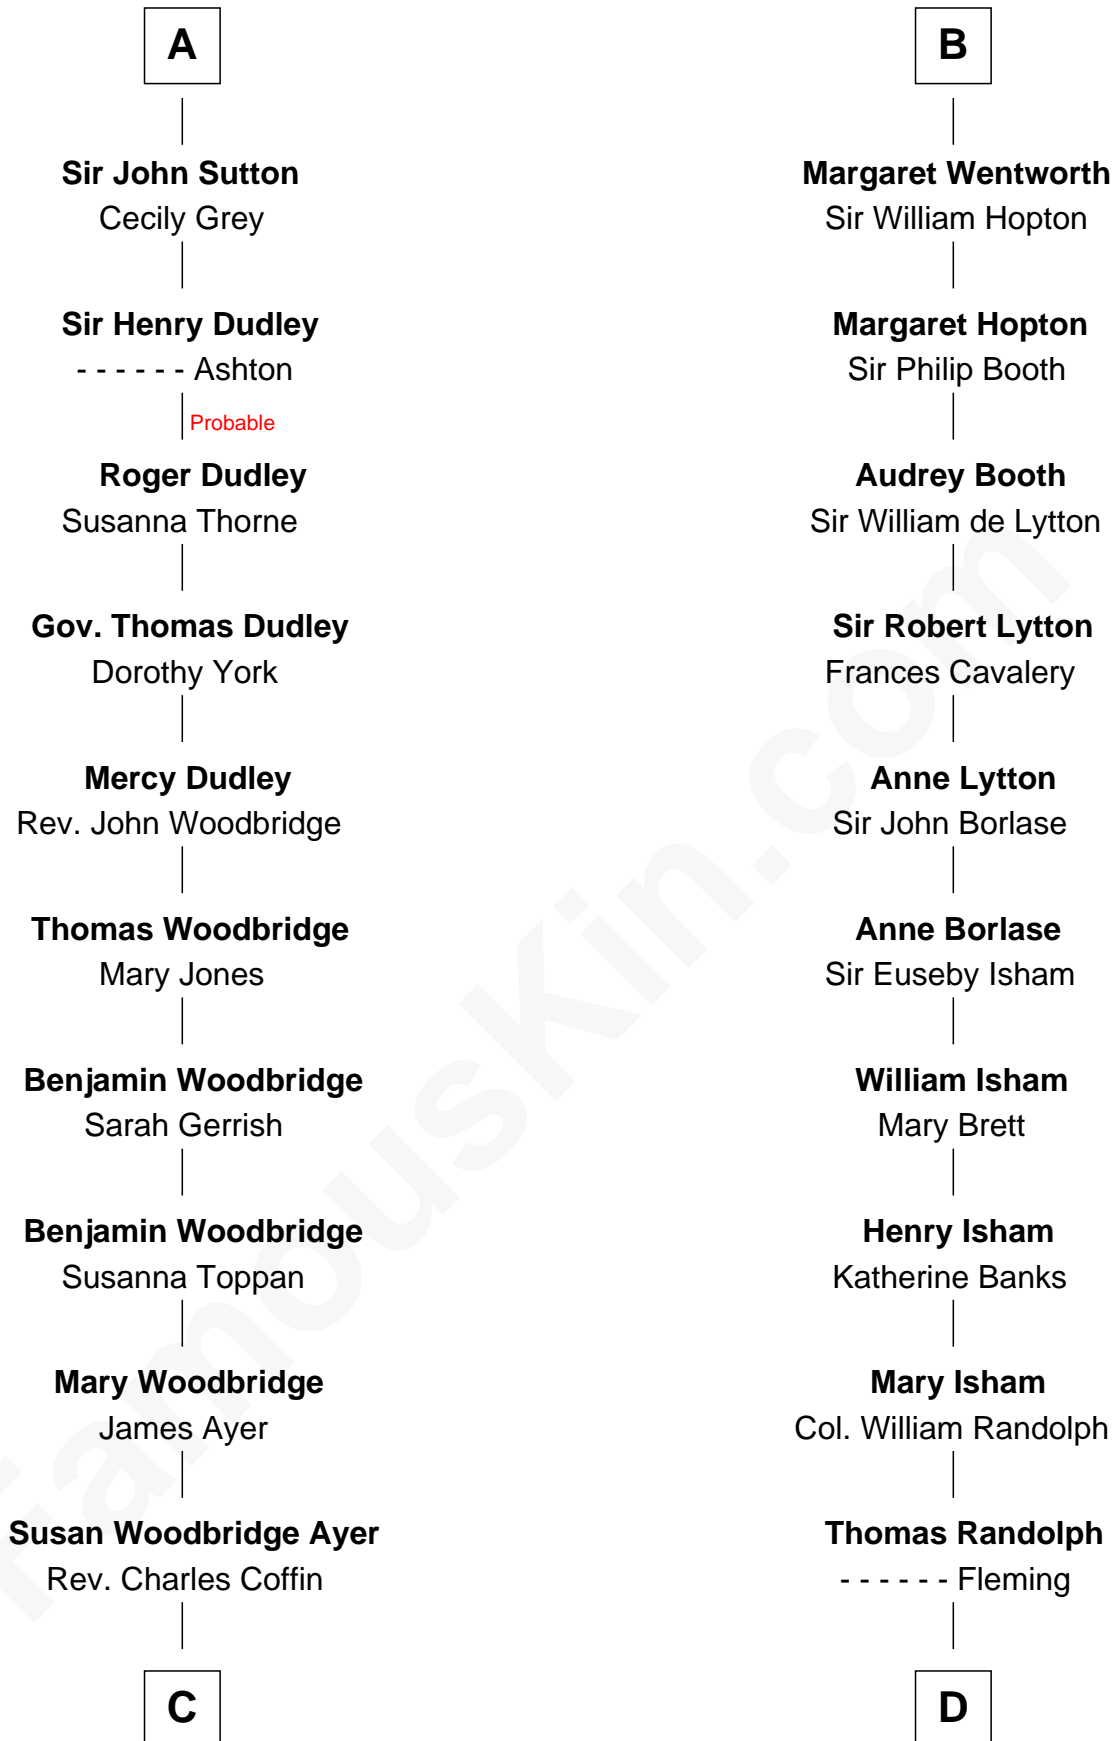 A
Sir John Sutton
Cecily Grey
Sir Henry Dudley
- - - - - - Ashton
Probable
Roger Dudley
Susanna Thorne
Gov. Thomas Dudley
Dorothy York
Mercy Dudley
Rev. John Woodbridge
Thomas Woodbridge
Mary Jones
Benjamin Woodbridge
Sarah Gerrish
Benjamin Woodbridge
Susanna Toppan
Mary Woodbridge
James Ayer
Susan Woodbridge Ayer
Rev. Charles Coffin
C
B
Margaret Wentworth
Sir William Hopton
Margaret Hopton
Sir Philip Booth
Audrey Booth
Sir William de Lytton
Sir Robert Lytton
Frances Cavalery
Anne Lytton
Sir John Borlase
Anne Borlase
Sir Euseby Isham
William Isham
Mary Brett
Henry Isham
Katherine Banks
Mary Isham
Col. William Randolph
Thomas Randolph
- - - - - - Fleming
D
FamousKin.com